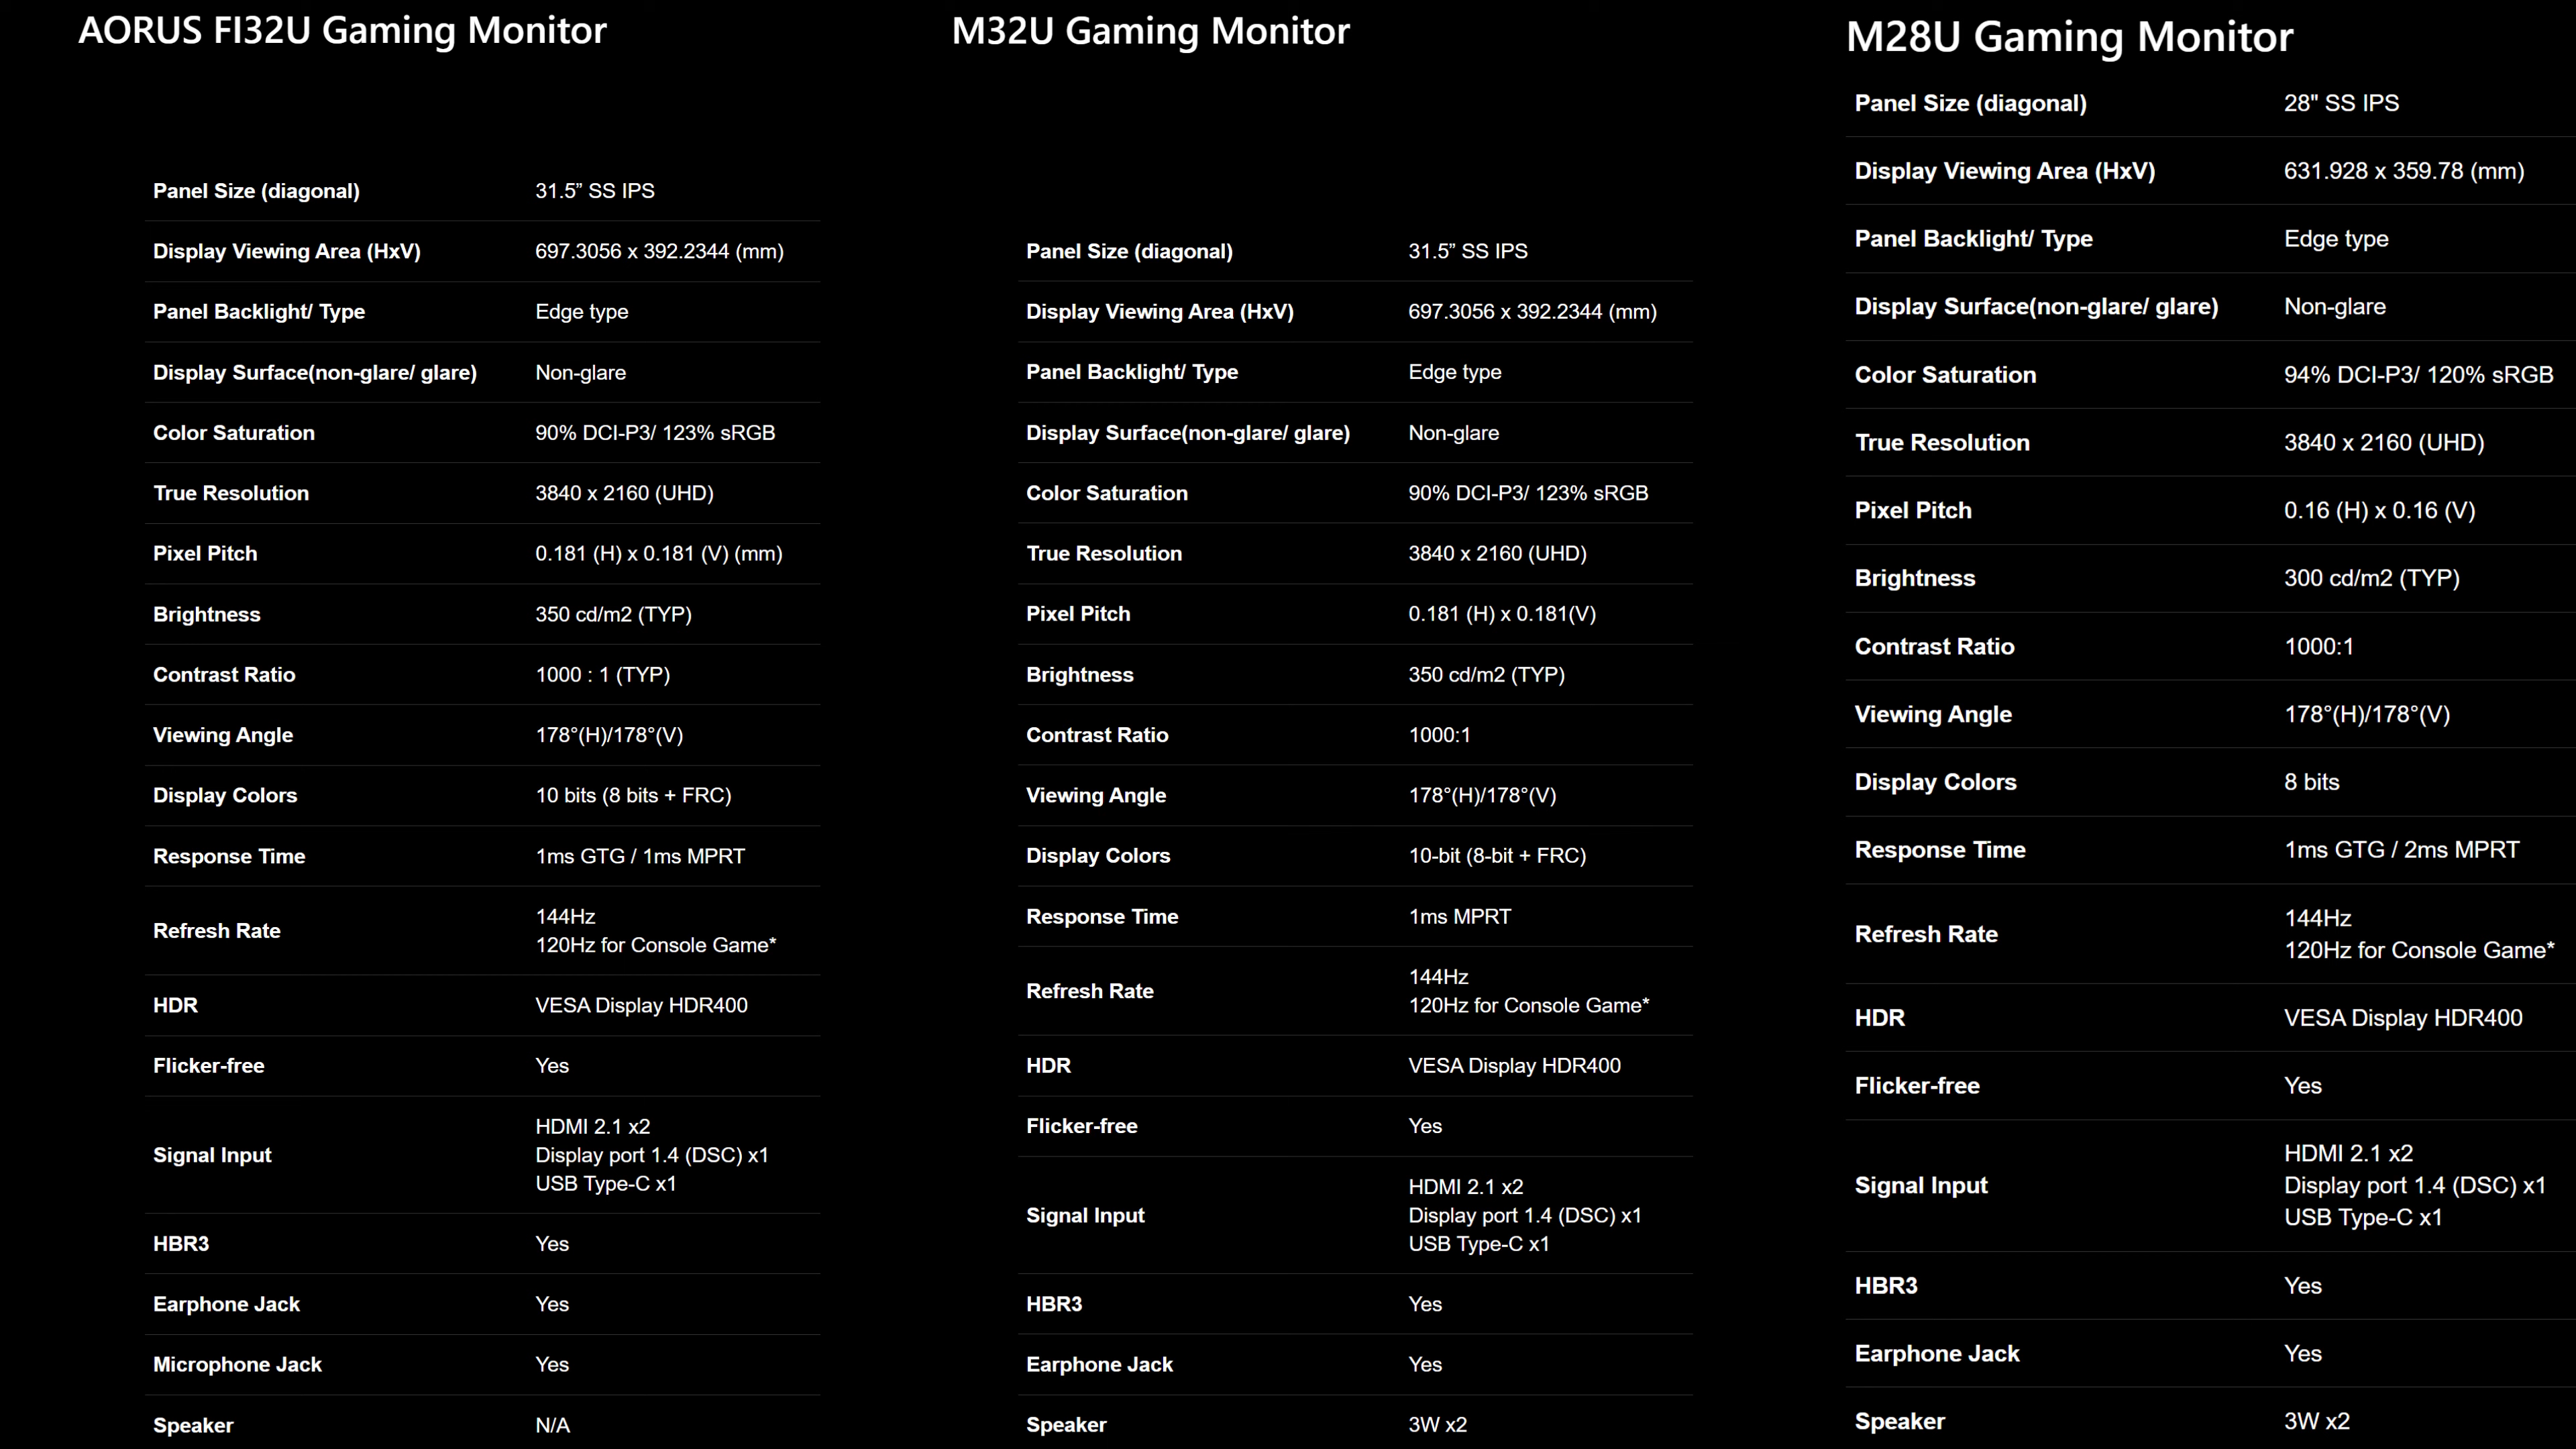 AORUS FI32U Gaming Monitor
Panel Size (diagonal) 31.5” SS IPS
Display Viewing Area (HxV) 697.3056 x 392.2344 (mm)
Panel Backlight/ Type Edge type
Display Surface(non-glare/ glare) Non-glare
Color Saturation 90% DCI-P3/ 123% sRGB
True Resolution 3840 x 2160 (UHD)
Pixel Pitch 0.181 (H) x 0.181 (V) (mm)
Brightness 350 cd/m2 (TYP)
Contrast Ratio 1000 : 1 (TYP)
Viewing Angle 178°(H)/178°(V)
Display Colors 10 bits (8 bits + FRC)
Response Time 1ms GTG / 1ms MPRT
Refresh Rate 144Hz
120Hz for Console Game*
HDR VESA Display HDR400
Flicker-free Yes
Signal Input HDMI 2.1 x2
Display port 1.4 (DSC) x1
USB Type-C x1
HBR3 Yes
Earphone Jack Yes
Microphone Jack Yes
Speaker N/A
M32U Gaming Monitor
Panel Size (diagonal) 31.5” SS IPS
Display Viewing Area (HxV) 697.3056 x 392.2344 (mm)
Panel Backlight/ Type Edge type
Display Surface(non-glare/ glare) Non-glare
Color Saturation 90% DCI-P3/ 123% sRGB
True Resolution 3840 x 2160 (UHD)
Pixel Pitch 0.181 (H) x 0.181(V)
Brightness 350 cd/m2 (TYP)
Contrast Ratio 1000:1
Viewing Angle 178°(H)/178°(V)
Display Colors 10-bit (8-bit + FRC)
Response Time 1ms MPRT
Refresh Rate 144Hz
120Hz for Console Game*
HDR VESA Display HDR400
Flicker-free Yes
Signal Input HDMI 2.1 x2
Display port 1.4 (DSC) x1
USB Type-C x1
HBR3 Yes
Earphone Jack Yes
Speaker 3W x2
M28U Gaming Monitor
Panel Size (diagonal) 28" SS IPS
Display Viewing Area (HxV) 631.928 x 359.78 (mm)
Panel Backlight/ Type Edge type
Display Surface(non-glare/ glare) Non-glare
Color Saturation 94% DCI-P3/ 120% sRGB
True Resolution 3840 x 2160 (UHD)
Pixel Pitch 0.16 (H) x 0.16 (V)
Brightness 300 cd/m2 (TYP)
Contrast Ratio 1000:1
Viewing Angle 178°(H)/178°(V)
Display Colors 8 bits
Response Time 1ms GTG / 2ms MPRT
Refresh Rate 144Hz
120Hz for Console Game*
HDR VESA Display HDR400
Flicker-free Yes
Signal Input HDMI 2.1 x2
Display port 1.4 (DSC) x1
USB Type-C x1
HBR3 Yes
Earphone Jack Yes
Speaker 3W x2